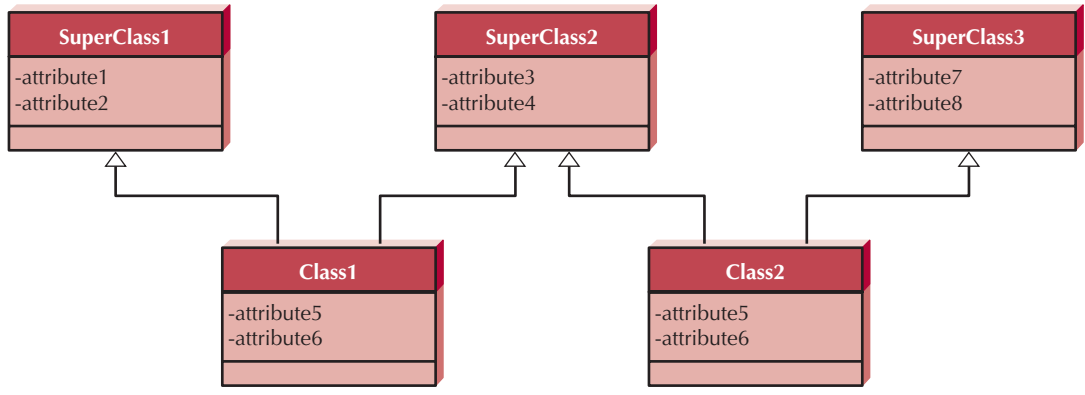 SuperClass1
-attribute1
-attribute2
SuperClass2
-attribute3
-attribute4
SuperClass3
-attribute7
-attribute8
Class1
-attribute5
-attribute6
Class2
-attribute5
-attribute6